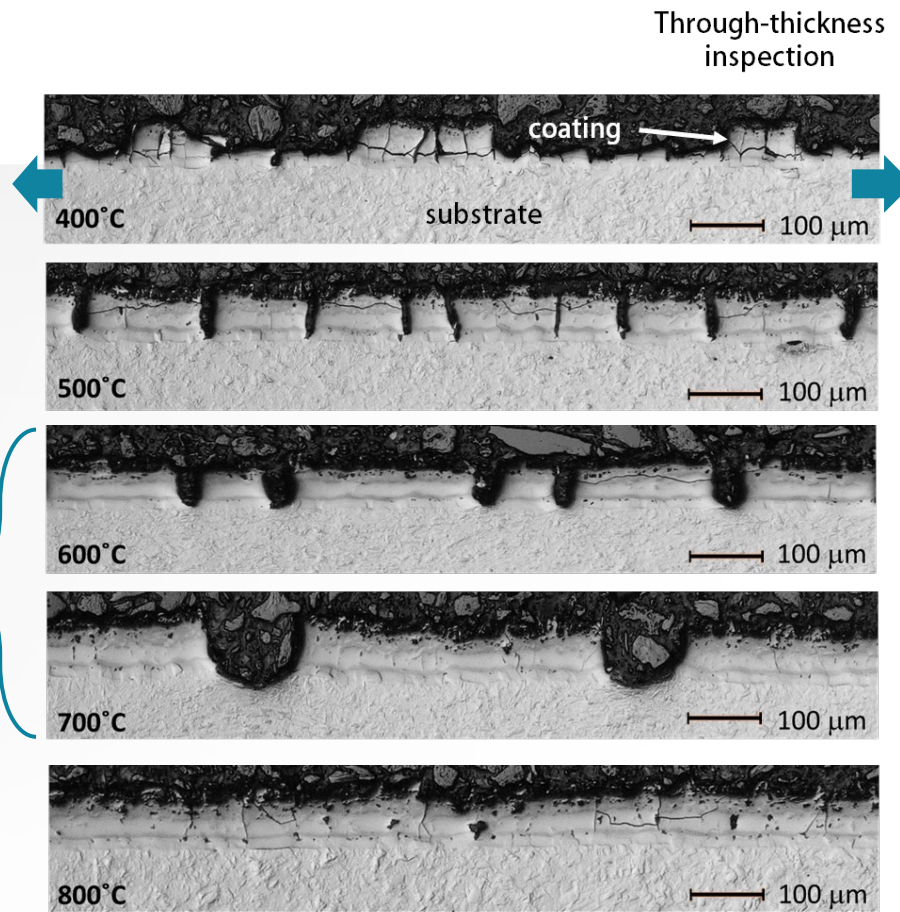 Through-thickness
inspection
coating
400°C
substrate
100 μm
500°C
100 μm
600°C
100 μm
700°C
100 μm
800°C
100 μm